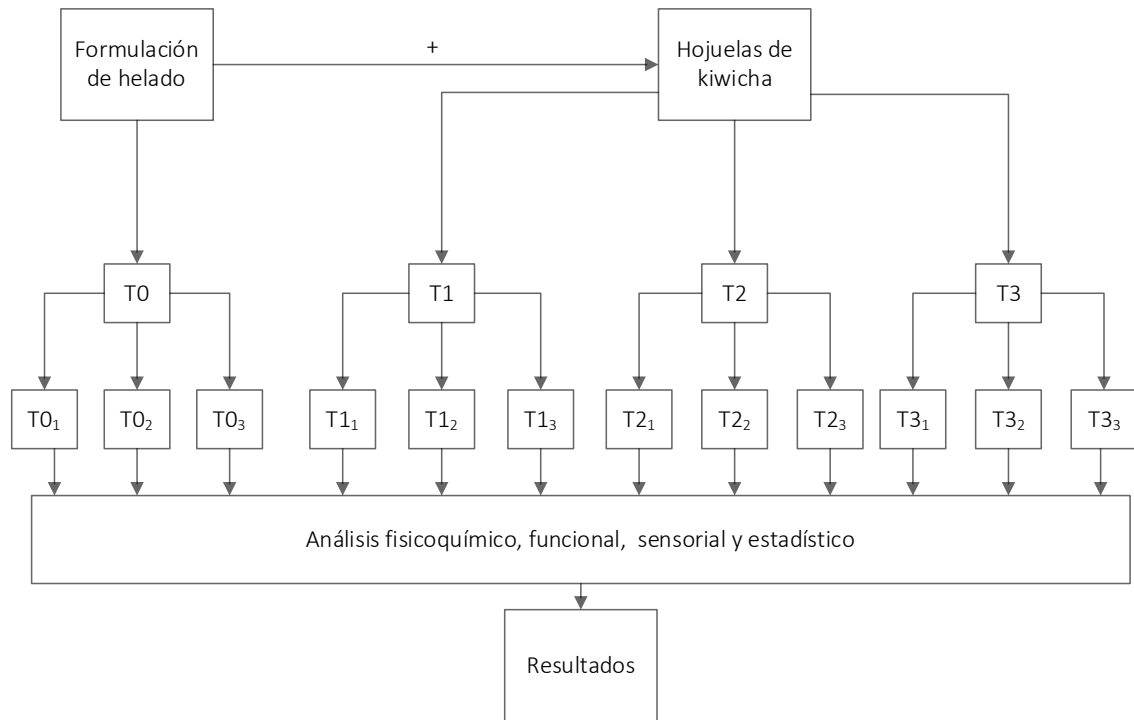 Formulación
de helado
+
Hojuelas de
kiwicha
T0
T1
T2
T3
T0₁
T0₂
T0₃
T1₁
T1₂
T1₃
T2₁
T2₂
T2₃
T3₁
T3₂
T3₃
Análisis fisicoquímico, funcional, sensorial y estadístico
Resultados